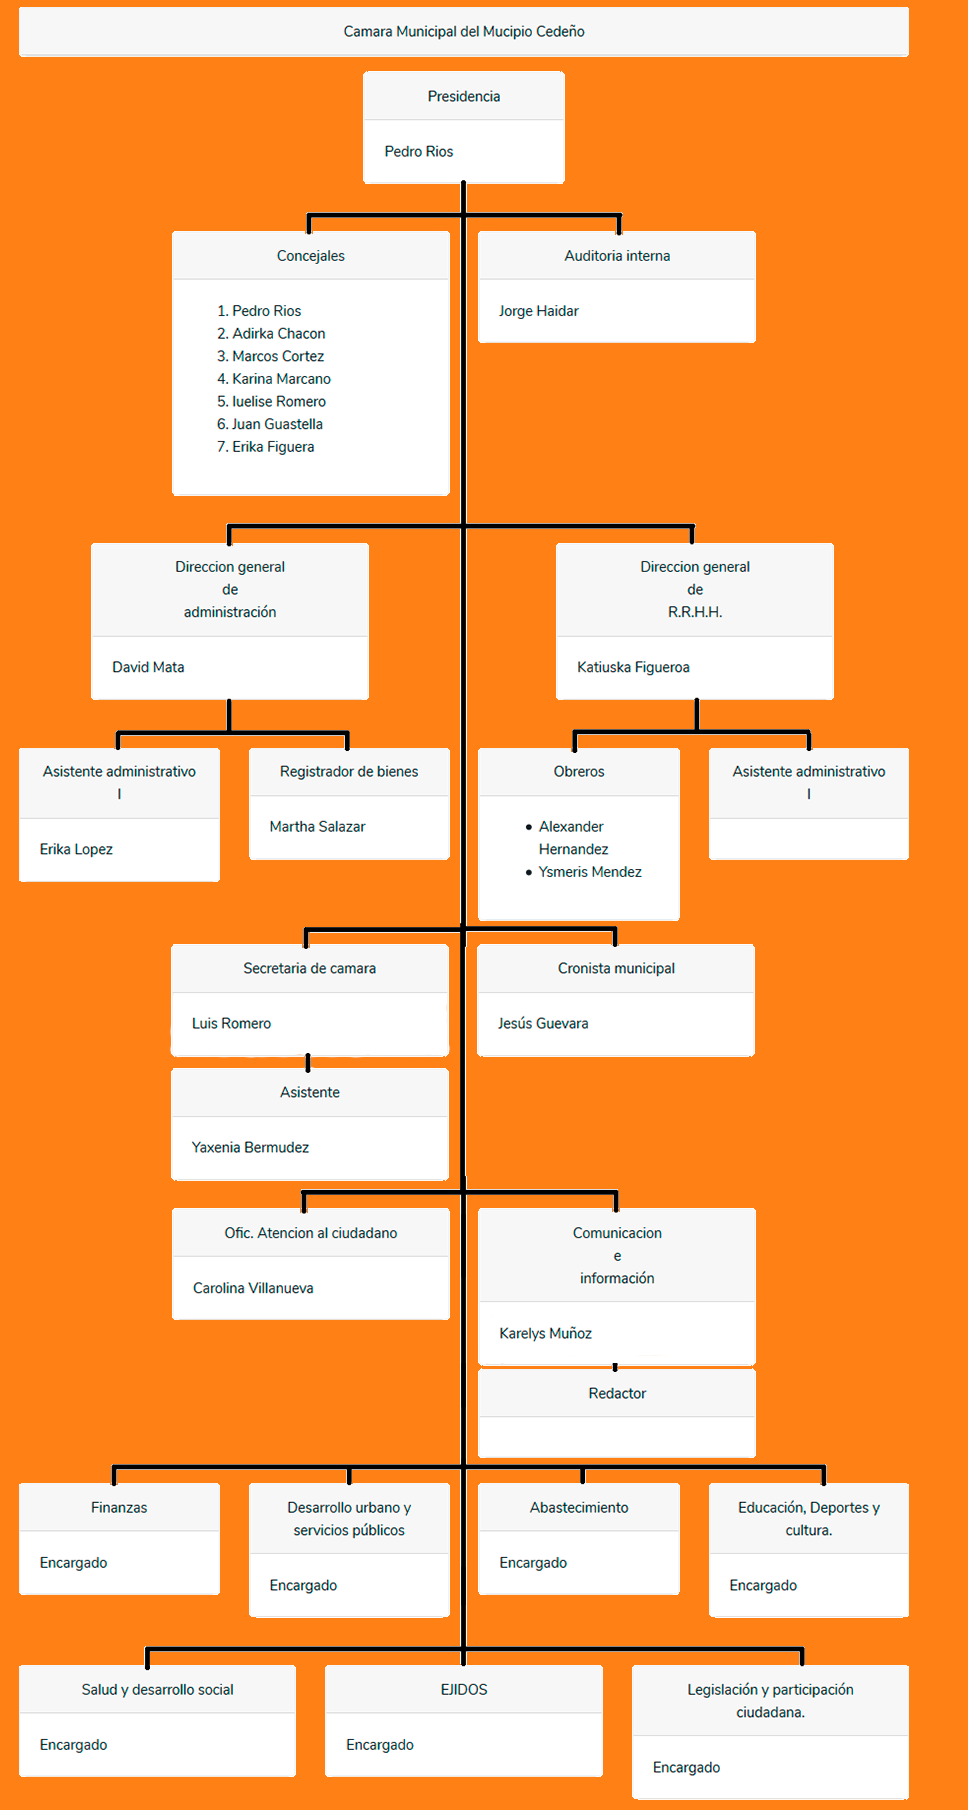 Camara Municipal del Mucipio Cedeño
Presidencia
Pedro Rios
Concejales
1. Pedro Rios
2. Adirka Chacon
3. Marcos Cortez
4. Karina Marcano
5. Iuelise Romero
6. Juan Guastella
7. Erika Figuera
Auditoria interna
Jorge Haidar
Direccion general
de
administración
David Mata
Direccion general
de
R.R.H.H.
Katiuska Figueroa
Asistente administrativo
I
Erika Lopez
Registrador de bienes
Martha Salazar
Obreros
• Alexander
Hernandez
• Ysmeris Mendez
Asistente administrativo
I
Secretaria de camara
Luis Romero
Cronista municipal
Jesús Guevara
Asistente
Yaxenia Bermudez
Ofic. Atencion al ciudadano
Carolina Villanueva
Comunicacion
e
información
Karelys Muñoz
Redactor
Finanzas
Encargado
Desarrollo urbano y
servicios públicos
Encargado
Abastecimiento
Encargado
Educación, Deportes y
cultura.
Encargado
Salud y desarrollo social
Encargado
EJIDOS
Encargado
Legislación y participación
ciudadana.
Encargado